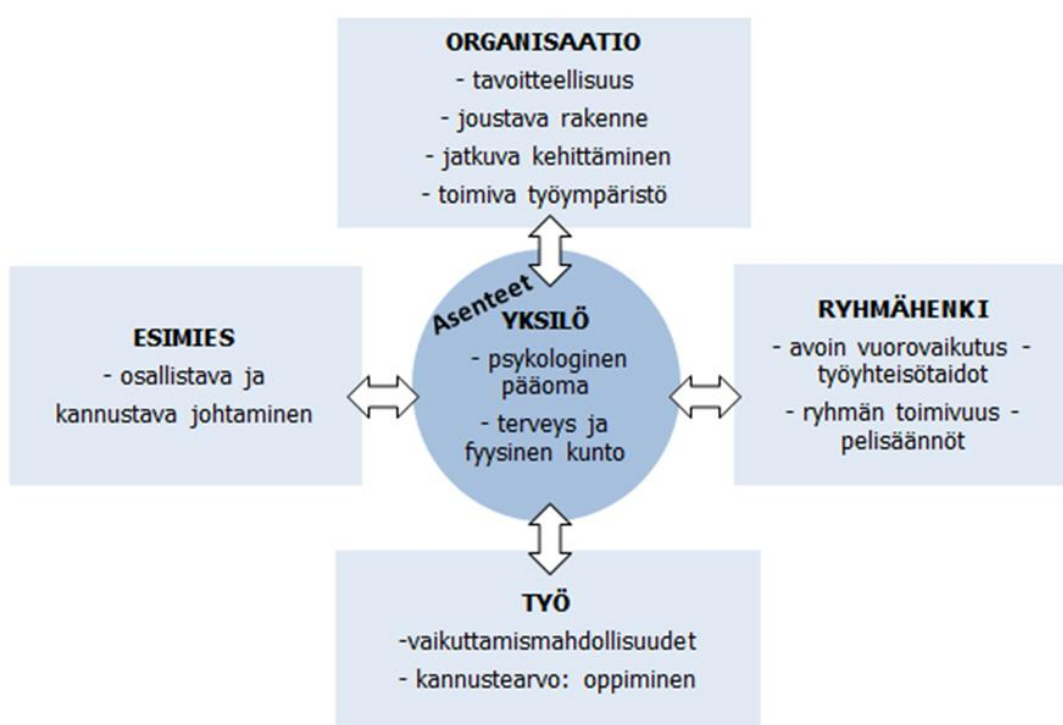 ORGANISAATIO
- tavoitteellisuus
- joustava rakenne
- jatkuva kehittäminen
- toimiva työympäristö
ESIMIES
- osallistava ja
kannustava johtaminen
Asenteet
YKSILÖ
- psykologinen
pääoma
- terveys ja
fyysinen kunto
RYHMÄHENKI
- avoin vuorovaikutus -
työyhteisötaidot
- ryhmän toimivuus -
pelisäännöt
TYÖ
-vaikuttamismahdollisuudet
- kannustearvo: oppiminen